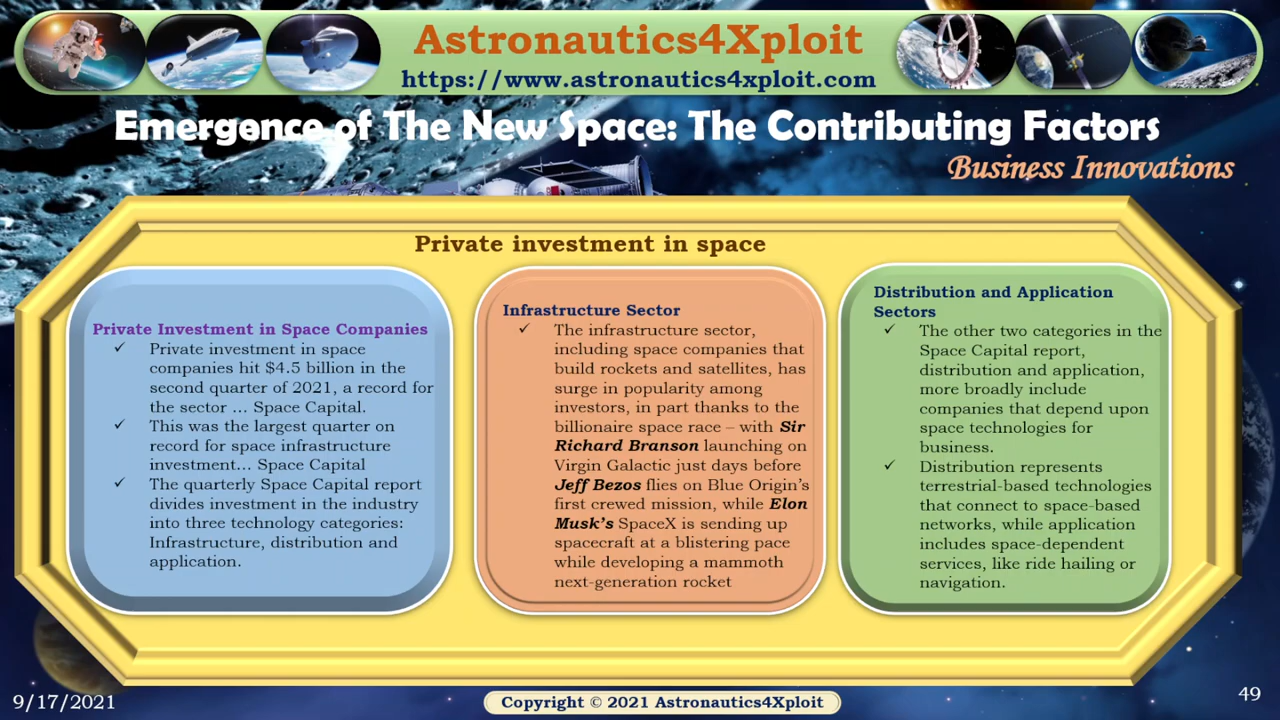 Astronautics4Xploit
https://www.astronautics4xploit.com
Emergence of The New Space: The Contributing Factors
Business Innovations
Private investment in space
Private Investment in Space Companies
✓ Private investment in space
companies hit $4.5 billion in the
second quarter of 2021, a record for
the sector … Space Capital.
✓ This was the largest quarter on
record for space infrastructure
investment… Space Capital
✓ The quarterly Space Capital report
divides investment in the industry
into three technology categories:
Infrastructure, distribution and
application.
Infrastructure Sector
✓ The infrastructure sector,
including space companies that
build rockets and satellites, has
surge in popularity among
investors, in part thanks to the
billionaire space race – with Sir
Richard Branson launching on
Virgin Galactic just days before
Jeff Bezos flies on Blue Origin's
first crewed mission, while Elon
Musk's SpaceX is sending up
spacecraft at a blistering pace
while developing a mammoth
next-generation rocket
Distribution and Application
Sectors
✓ The other two categories in the
Space Capital report,
distribution and application,
more broadly include
companies that depend upon
space technologies for
business.
✓ Distribution represents
terrestrial-based technologies
that connect to space-based
networks, while application
includes space-dependent
services, like ride hailing or
navigation.
9/17/2021
Copyright © 2021 Astronautics4Xploit
49